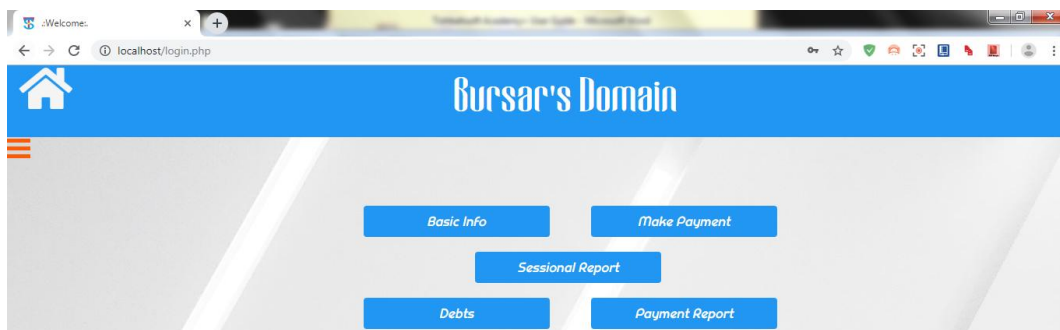 .:Welcome:.
localhost/login.php
Bursar's Domain
Basic Info
Make Payment
Sessional Report
Debts
Payment Report